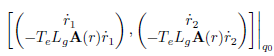 $$\left[\begin{pmatrix} \dot{r}_1 \\ -T_e L_g \mathbf{A}(r)\dot{r}_1 \end{pmatrix}, \begin{pmatrix} \dot{r}_2 \\ -T_e L_g \mathbf{A}(r)\dot{r}_2 \end{pmatrix}\right]\Bigg|_{q_0}$$